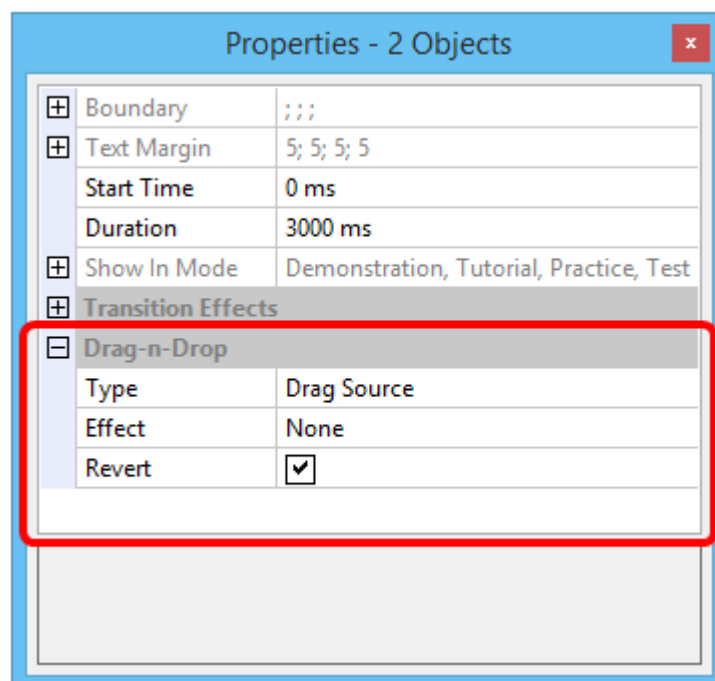 Properties - 2 Objects
x
Boundary ; ; ;
Text Margin 5; 5; 5; 5
Start Time 0 ms
Duration 3000 ms
Show In Mode Demonstration, Tutorial, Practice, Test
Transition Effects
Drag-n-Drop
Type Drag Source
Effect None
Revert